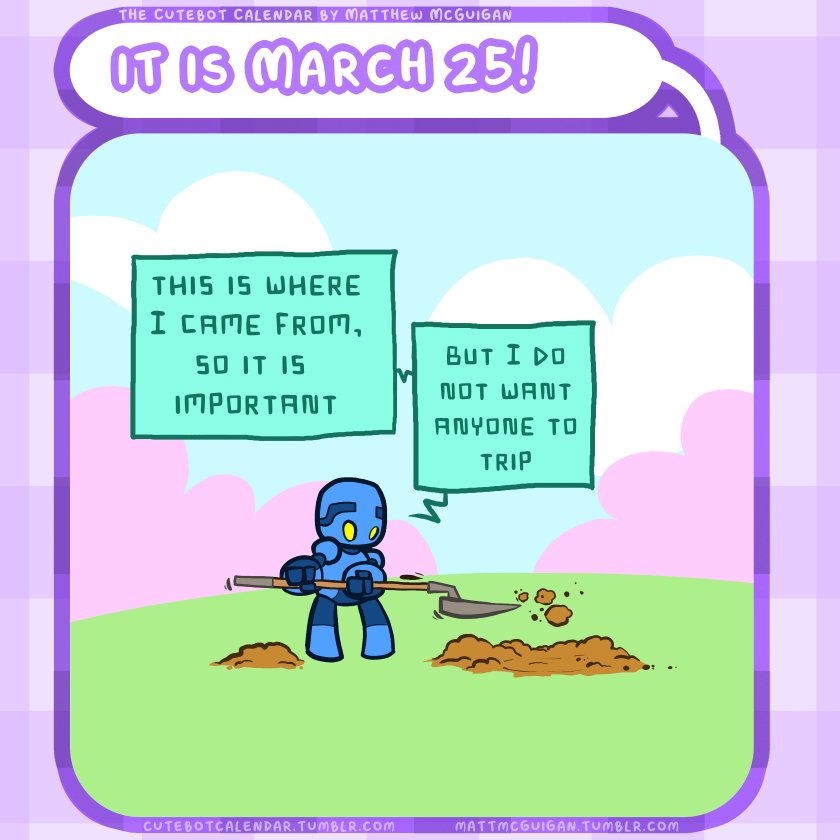 THE CUTEBOT CALENDAR BY MATTHEW MCGUIGAN
IT IS MARCH 25!
THIS IS WHERE
I CAME FROM,
SO IT IS
IMPORTANT
BUT I DO
NOT WANT
ANYONE TO
TRIP
CUTEBOTCALENDAR.TUMBLR.COM
MATTMCGUIGAN.TUMBLR.COM